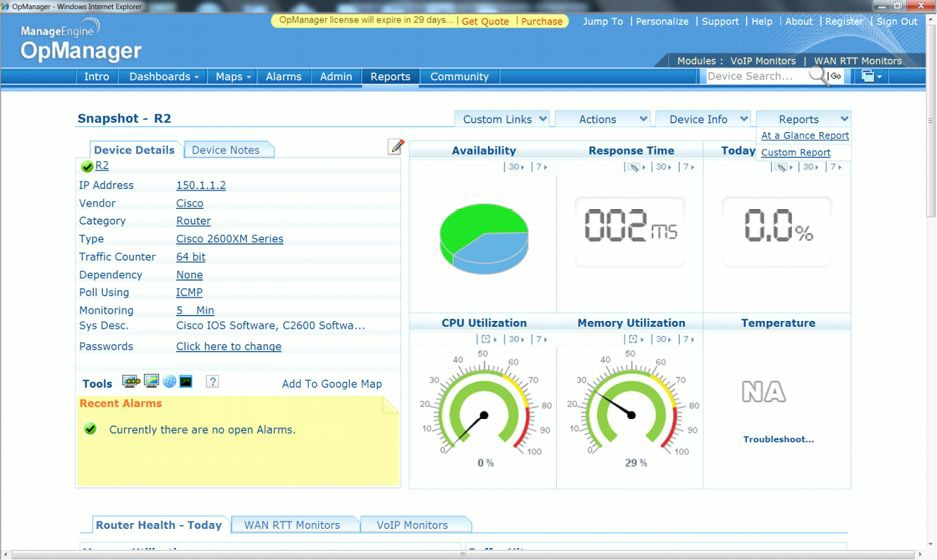 OpManager - Windows Internet Explorer
OpManager license will expire in 29 days... | Get Quote | Purchase
Jump To | Personalize | Support | Help | About | Register | Sign Out
ManageEngine
OpManager
Modules : VoIP Monitors | WAN RTT Monitors
Intro Dashboards Maps Alarms Admin Reports Community
Device Search... Go
Snapshot - R2
Custom Links Actions Device Info Reports
At a Glance Report
Custom Report
Device Details Device Notes
R2
IP Address 150.1.1.2
Vendor Cisco
Category Router
Type Cisco 2600XM Series
Traffic Counter 64 bit
Dependency None
Poll Using ICMP
Monitoring 5 Min
Sys Desc. Cisco IOS Software, C2600 Softwa...
Passwords Click here to change
Tools ? Add To Google Map
Recent Alarms
Currently there are no open Alarms.
Availability Response Time Today
| 30 | 7 | 30 | 7 | 30 | 7
002 ms 0.0%
CPU Utilization Memory Utilization Temperature
| 30 | 7 | 30 | 7
0 10 20 30 40 50 60 70 80 90 100
0 %
0 10 20 30 40 50 60 70 80 90 100
29 %
NA
Troubleshoot...
Router Health - Today WAN RTT Monitors VoIP Monitors